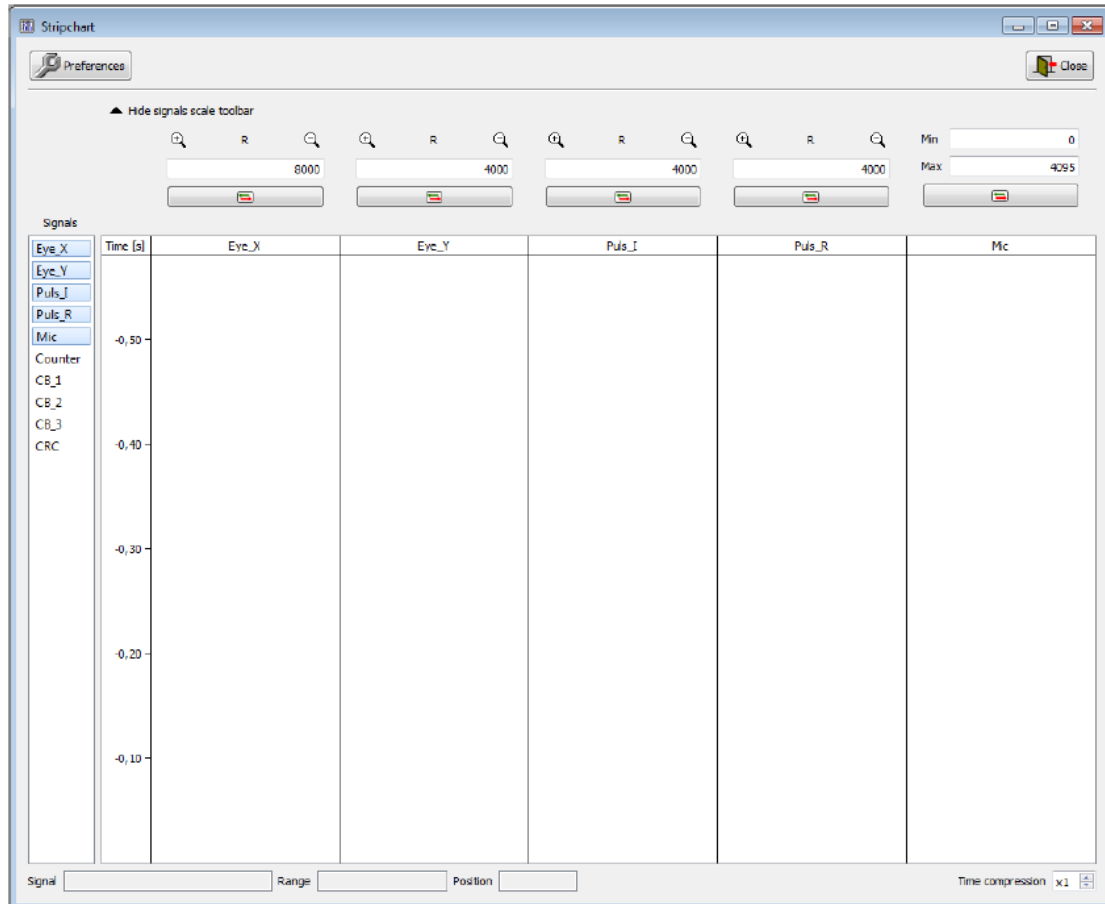 Stripchart
Preferences
Close
Hide signals scale toolbar
R R R R Min 0
8000 4000 4000 4000 Max 4095
Signals
Time [s] Eye_X Eye_Y Puls_I Puls_R Mic
Eye_X
Eye_Y
Puls_I
Puls_R
Mic
Counter
CB_1
CB_2
CB_3
CRC
-0,50
-0,40
-0,30
-0,20
-0,10
Signal Range Position Time compression x1